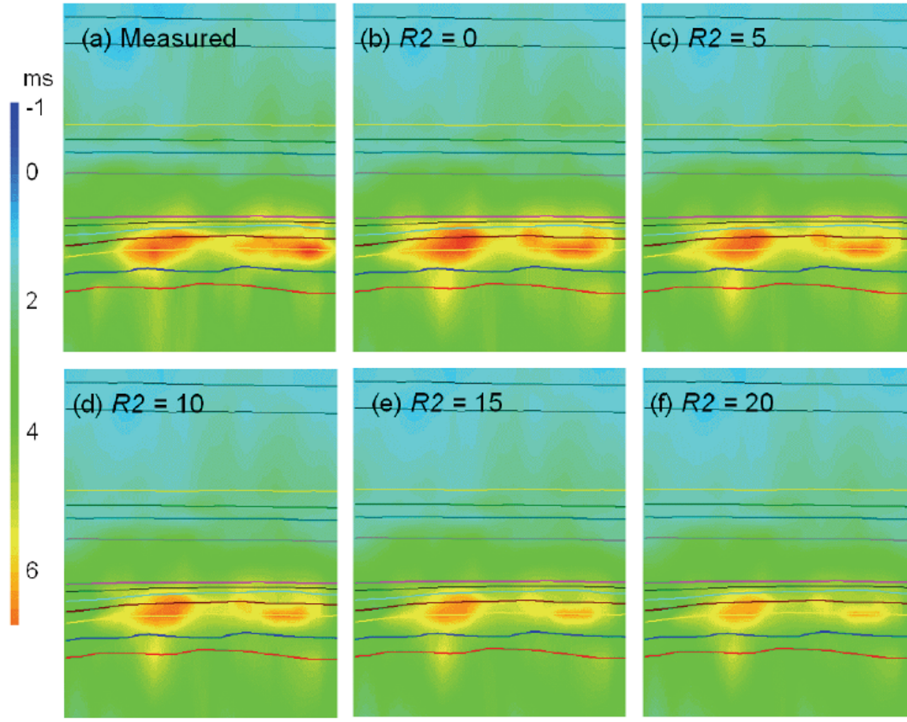 (a) Measured
(b) R2 = 0
(c) R2 = 5
ms
-1
0
2
4
6
(d) R2 = 10
(e) R2 = 15
(f) R2 = 20